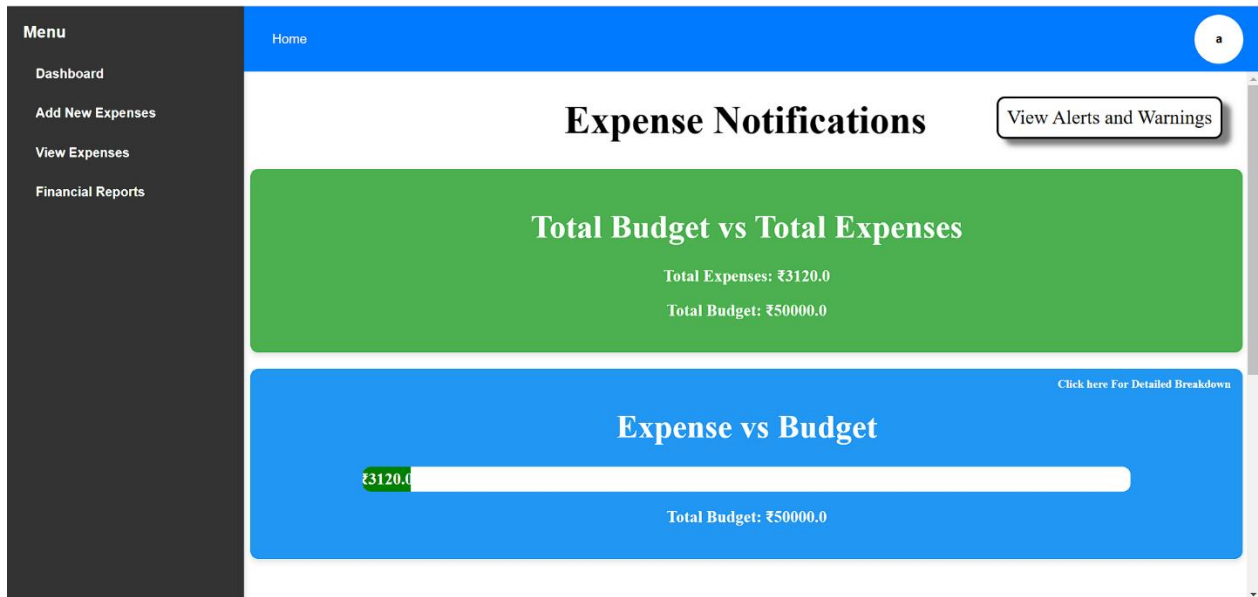 Menu
Dashboard
Add New Expenses
View Expenses
Financial Reports
Home
a
Expense Notifications
View Alerts and Warnings
Total Budget vs Total Expenses
Total Expenses: ₹3120.0
Total Budget: ₹50000.0
Click here For Detailed Breakdown
Expense vs Budget
₹3120.0
Total Budget: ₹50000.0